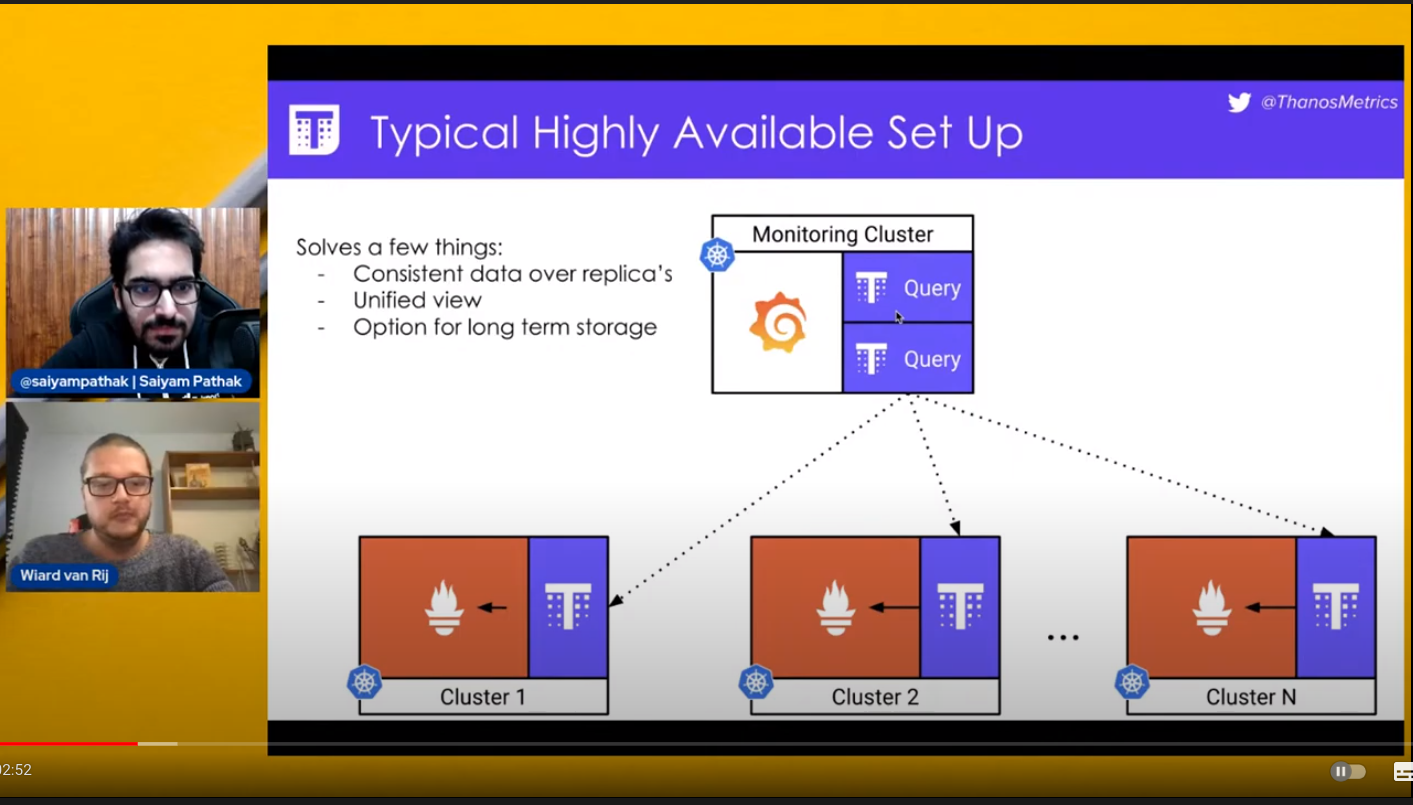 @ThanosMetrics
Typical Highly Available Set Up
Solves a few things:
- Consistent data over replica's
- Unified view
- Option for long term storage
Monitoring Cluster
Query
Query
@saiyampathak | Saiyam Pathak
Wiard van Rij
Cluster 1
Cluster 2
...
Cluster N
02:52